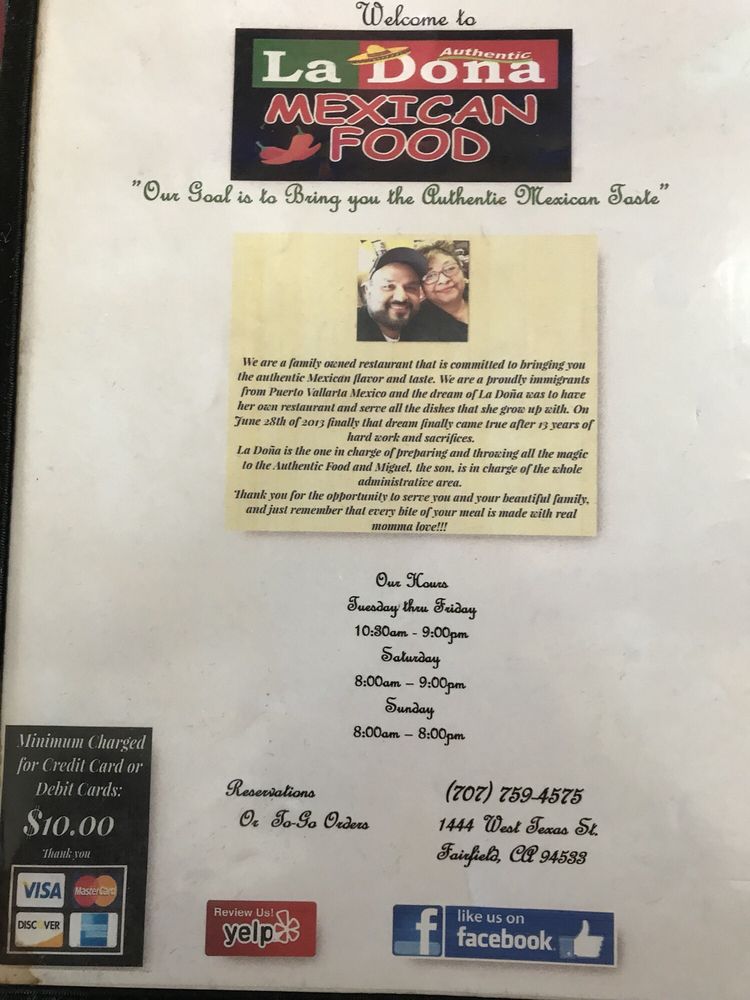 Welcome to
Authentic
La Dona
MEXICAN
FOOD
"Our Goal is to Bring you the Authentic Mexican Taste"
We are a family owned restaurant that is committed to bringing you
the authentic Mexican flavor and taste. We are a proudly immigrants
from Puerto Vallarta Mexico and the dream of La Doña was to have
her own restaurant and serve all the dishes that she grow up with. On
June 28th of 2013 finally that dream finally came true after 13 years of
hard work and sacrifices.
La Doña is the one in charge of preparing and throwing all the magic
to the Authentic Food and Miguel, the son, is in charge of the whole
administrative area.
Thank you for the opportunity to serve you and your beautiful family,
and just remember that every bite of your meal is made with real
momma love!!!
Our Hours
Tuesday thru Friday
10:30am - 9:00pm
Saturday
8:00am – 9:00pm
Sunday
8:00am – 8:00pm
Minimum Charged
for Credit Card or
Debit Cards:
$10.00
Thank you
VISA MasterCard
DISCOVER
Reservations
Or To-Go Orders
(707) 759-4575
1444 West Texas St.
Fairfield, CA 94533
Review Us!
yelp
f like us on
facebook